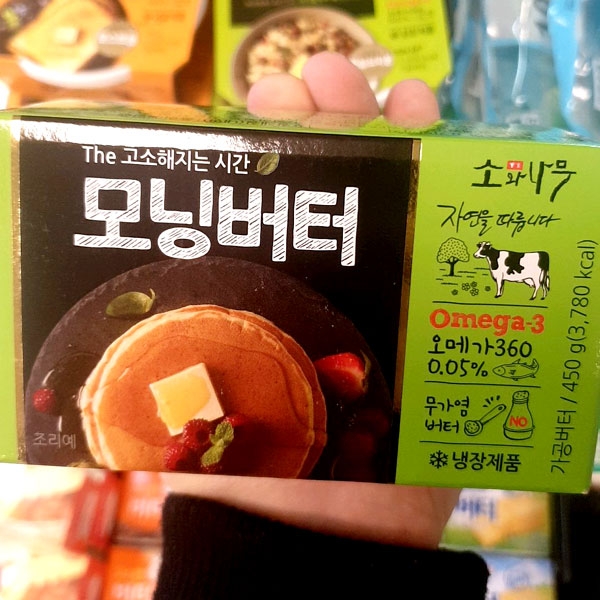 The 고소해지는 시간
모닝버터
조리예
소와나무
자연을 따릅니다
Omega-3
오메가360
0.05%
무가염
버터
NO
냉장제품
가공버터 / 450 g(3,780 kcal)